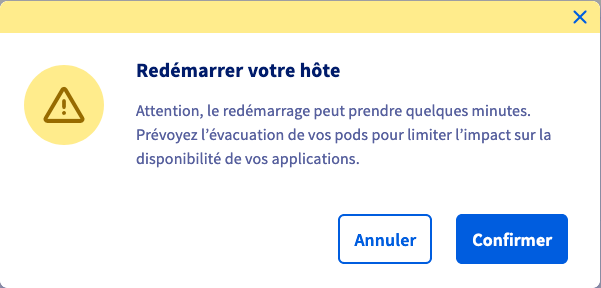 Redémarrer votre hôte
Attention, le redémarrage peut prendre quelques minutes.
Prévoyez l’évacuation de vos pods pour limiter l’impact sur la
disponibilité de vos applications.
Annuler
Confirmer